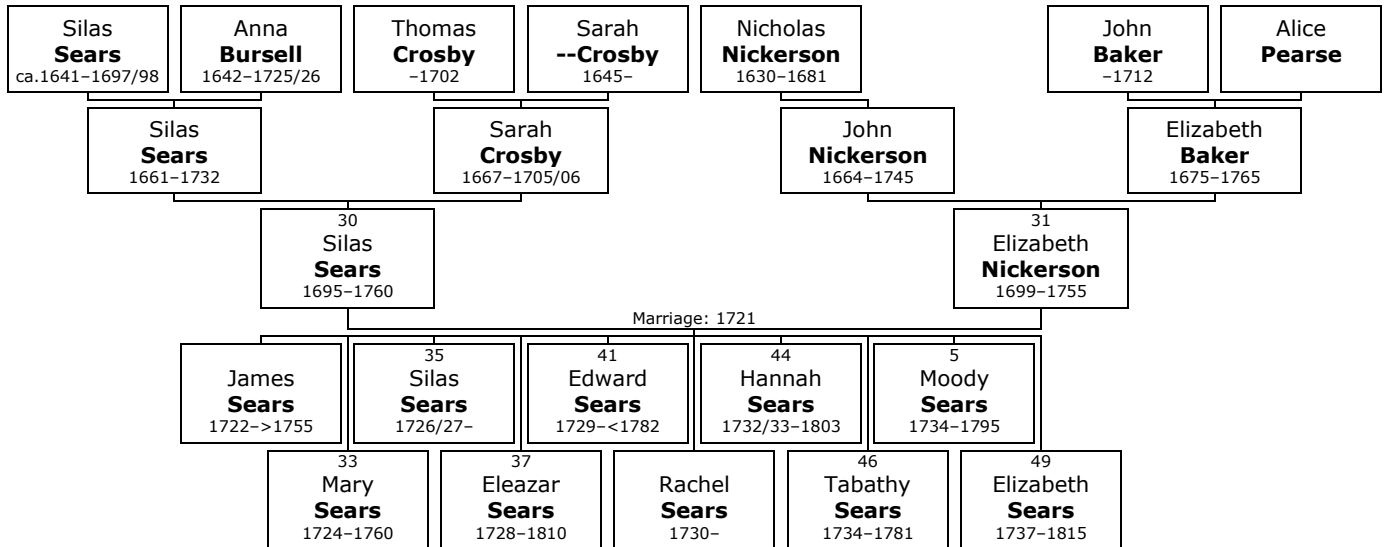 Silas
Sears
ca.1641–1697/98
Anna
Bursell
1642–1725/26
Thomas
Crosby
–1702
Sarah
--Crosby
1645–
Nicholas
Nickerson
1630–1681
John
Baker
–1712
Alice
Pearse
Silas
Sears
1661–1732
Sarah
Crosby
1667–1705/06
John
Nickerson
1664–1745
Elizabeth
Baker
1675–1765
30
Silas
Sears
1695–1760
31
Elizabeth
Nickerson
1699–1755
Marriage: 1721
James
Sears
1722–>1755
35
Silas
Sears
1726/27–
41
Edward
Sears
1729–<1782
44
Hannah
Sears
1732/33–1803
5
Moody
Sears
1734–1795
33
Mary
Sears
1724–1760
37
Eleazar
Sears
1728–1810
Rachel
Sears
1730–
46
Tabathy
Sears
1734–1781
49
Elizabeth
Sears
1737–1815